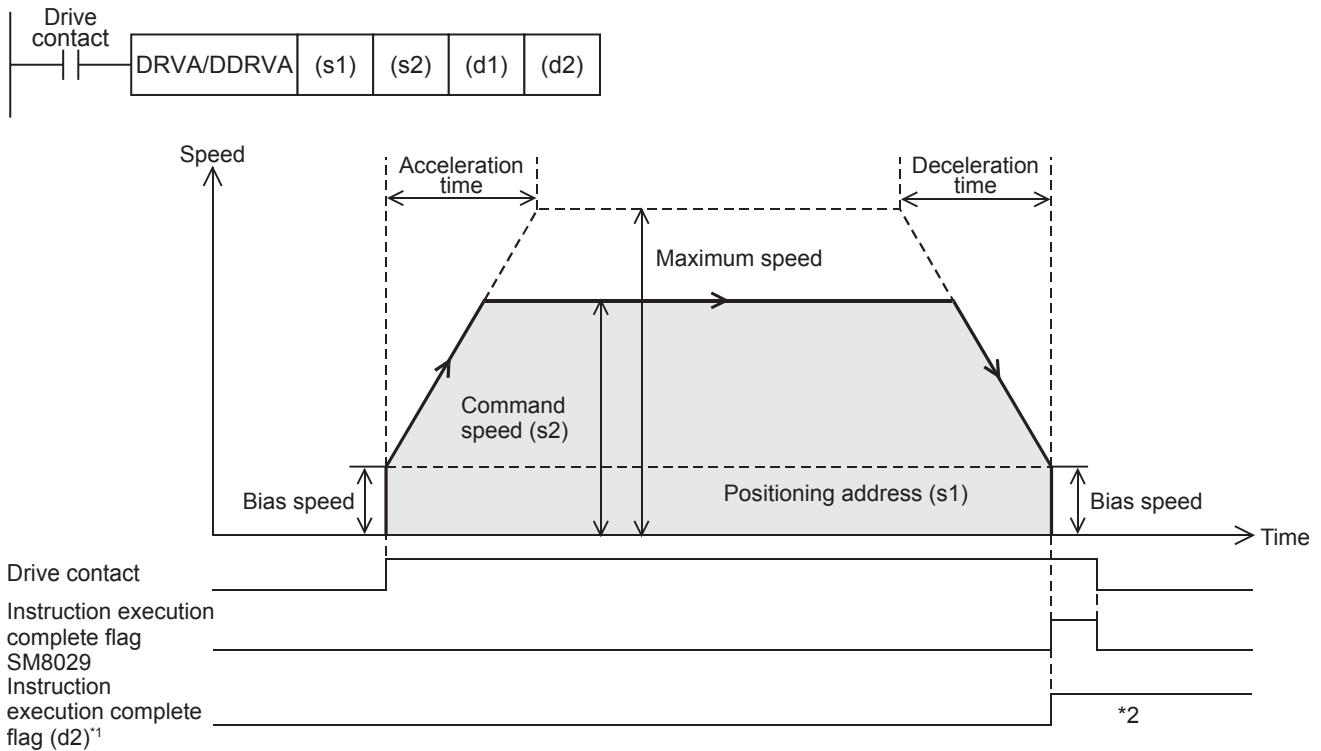 Drive
contact
DRVA/DDRVA (s1) (s2) (d1) (d2)
Speed
Acceleration
time
Deceleration
time
Maximum speed
Command
speed (s2)
Bias speed
Positioning address (s1)
Bias speed
Time
Drive contact
Instruction execution
complete flag
SM8029
Instruction
execution complete
flag (d2)*1
*2